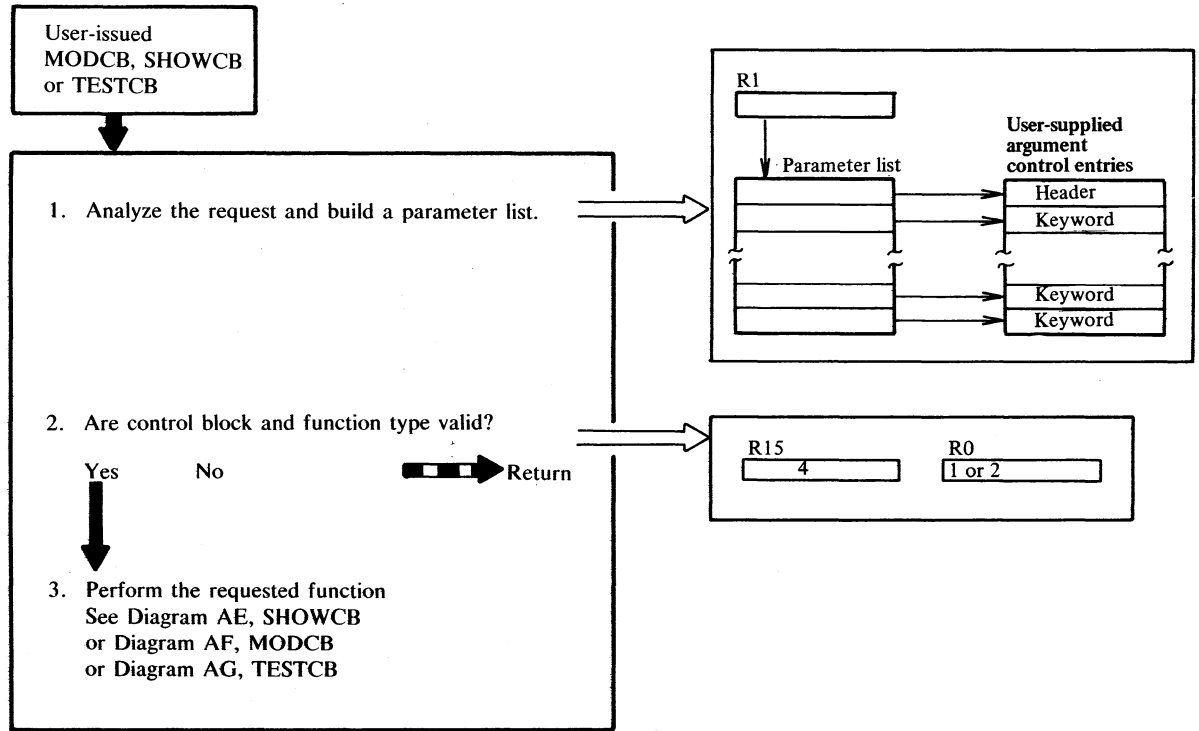 User-issued
MODCB, SHOWCB
or TESTCB
1. Analyze the request and build a parameter list.
R1
Parameter list
User-supplied
argument
control entries
Header
Keyword
Keyword
Keyword
2. Are control block and function type valid?
Yes No Return
R15 R0
4 1 or 2
3. Perform the requested function
See Diagram AE, SHOWCB
or Diagram AF, MODCB
or Diagram AG, TESTCB